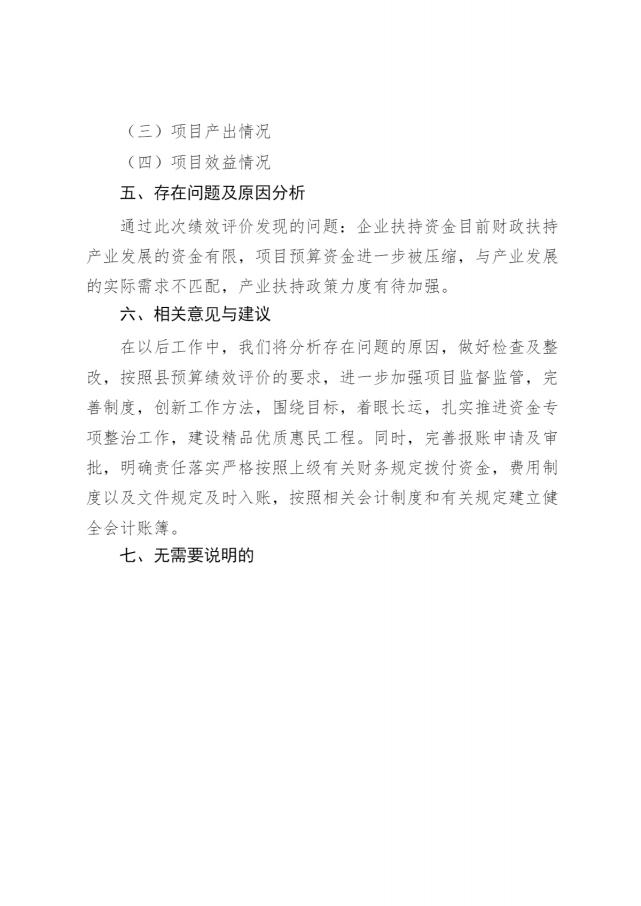 （三）项目产出情况
（四）项目效益情况
五、存在问题及原因分析
通过此次绩效评价发现的问题：企业扶持资金目前财政扶持
产业发展的资金有限，项目预算资金进一步被压缩，与产业发展
的实际需求不匹配，产业扶持政策力度有待加强。
六、相关意见与建议
在以后工作中，我们将分析存在问题的原因，做好检查及整
改，按照县预算绩效评价的要求，进一步加强项目监督监管，完
善制度，创新工作方法，围绕目标，着眼长运，扎实推进资金专
项整治工作，建设精品优质惠民工程。同时，完善报账申请及审
批，明确责任落实严格按照上级有关财务规定拨付资金，费用制
度以及文件规定及时入账，按照相关会计制度和有关规定建立健
全会计账簿。
七、无需要说明的